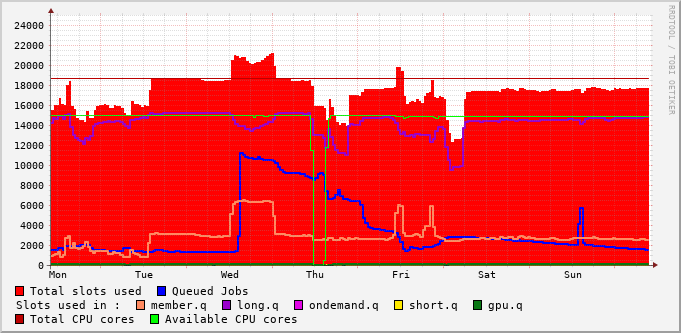 RRDTOOL / TOBI OETIKER
24000
22000
20000
18000
16000
14000
12000
10000
8000
6000
4000
2000
0
Mon Tue Wed Thu Fri Sat Sun
Total slots used Queued Jobs
Slots used in : member.q long.q ondemand.q short.q gpu.q
Total CPU cores Available CPU cores